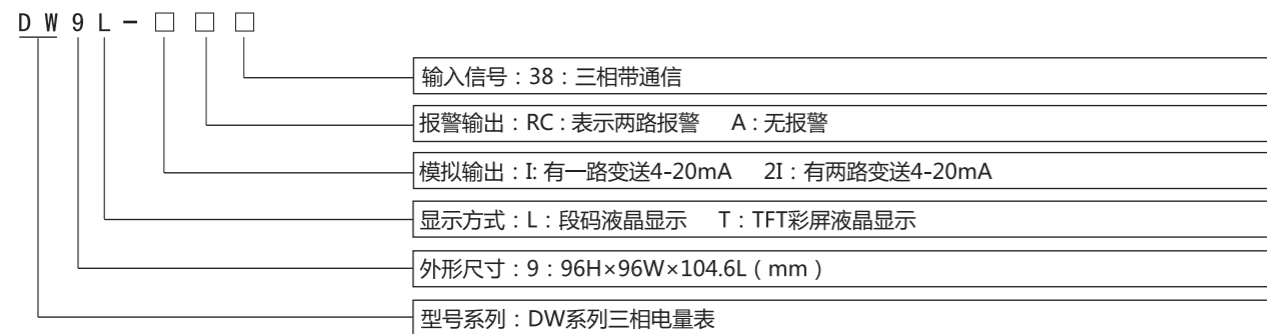 DW9L-□□□
输入信号：38：三相带通信
报警输出：RC：表示两路报警 A：无报警
模拟输出：I: 有一路变送4-20mA 2I：有两路变送4-20mA
显示方式：L：段码液晶显示 T：TFT彩屏液晶显示
外形尺寸：9：96H×96W×104.6L（mm）
型号系列：DW系列三相电量表